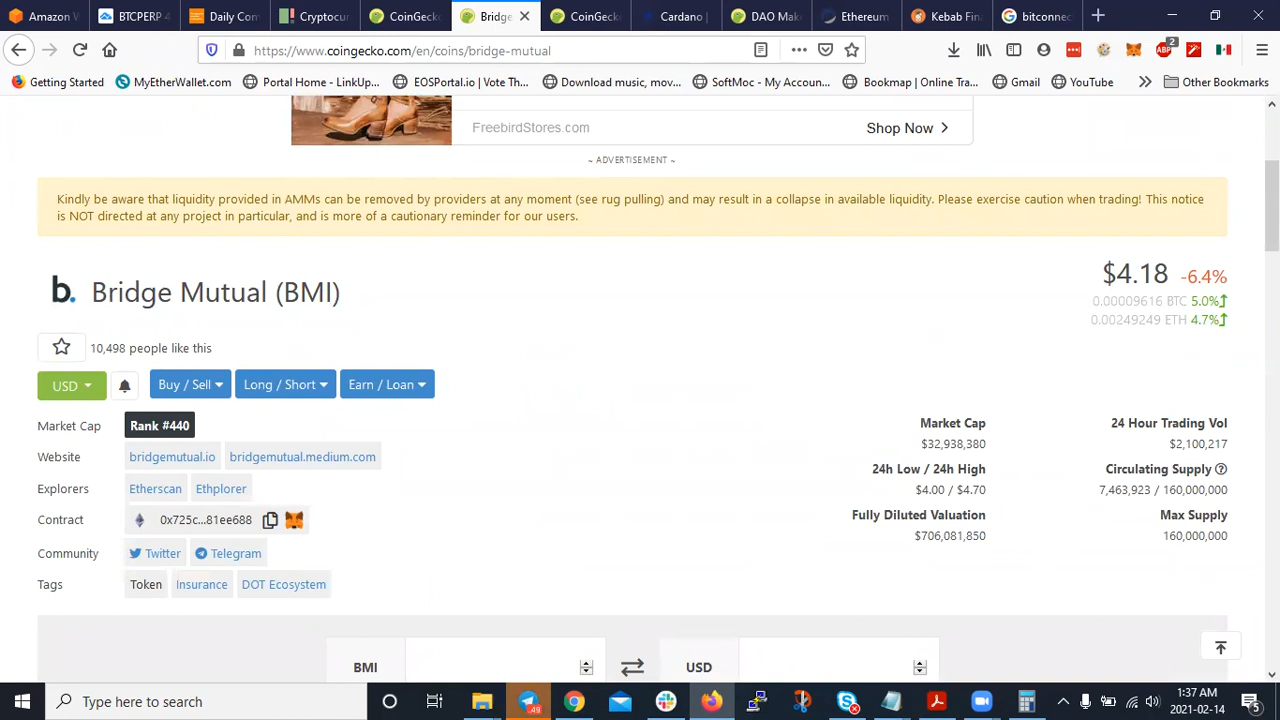 Amazon W
BTCPERP 4
Daily Com
Cryptocur
CoinGeck
Bridge
CoinGeck
Cardano |
DAO Mak
Ethereum
Kebab Fina
bitconnect
https://www.coingecko.com/en/coins/bridge-mutual
2
Getting Started
MyEtherWallet.com
Portal Home - LinkUp...
EOSPortal.io | Vote Th...
Download music, mov...
SoftMoc - My Accoun...
Bookmap | Online Tra...
Gmail
YouTube
Other Bookmarks
FreebirdStores.com
Shop Now
~ ADVERTISEMENT ~
Kindly be aware that liquidity provided in AMMs can be removed by providers at any moment (see rug pulling) and may result in a collapse in available liquidity. Please exercise caution when trading! This notice
is NOT directed at any project in particular, and is more of a cautionary reminder for our users.
b. Bridge Mutual (BMI)
$4.18 -6.4%
0.00009616 BTC 5.0%
0.00249249 ETH 4.7%
10,498 people like this
USD
Buy / Sell
Long / Short
Earn / Loan
Market Cap Rank #440
Website bridgemutual.io bridgemutual.medium.com
Explorers Etherscan Ethplorer
Contract 0x725c...81ee688
Community Twitter Telegram
Tags Token Insurance DOT Ecosystem
Market Cap
$32,938,380
24 Hour Trading Vol
$2,100,217
24h Low / 24h High
$4.00 / $4.70
Circulating Supply
7,463,923 / 160,000,000
Fully Diluted Valuation
$706,081,850
Max Supply
160,000,000
BMI
USD
Type here to search
49
1:37 AM
2021-02-14
5